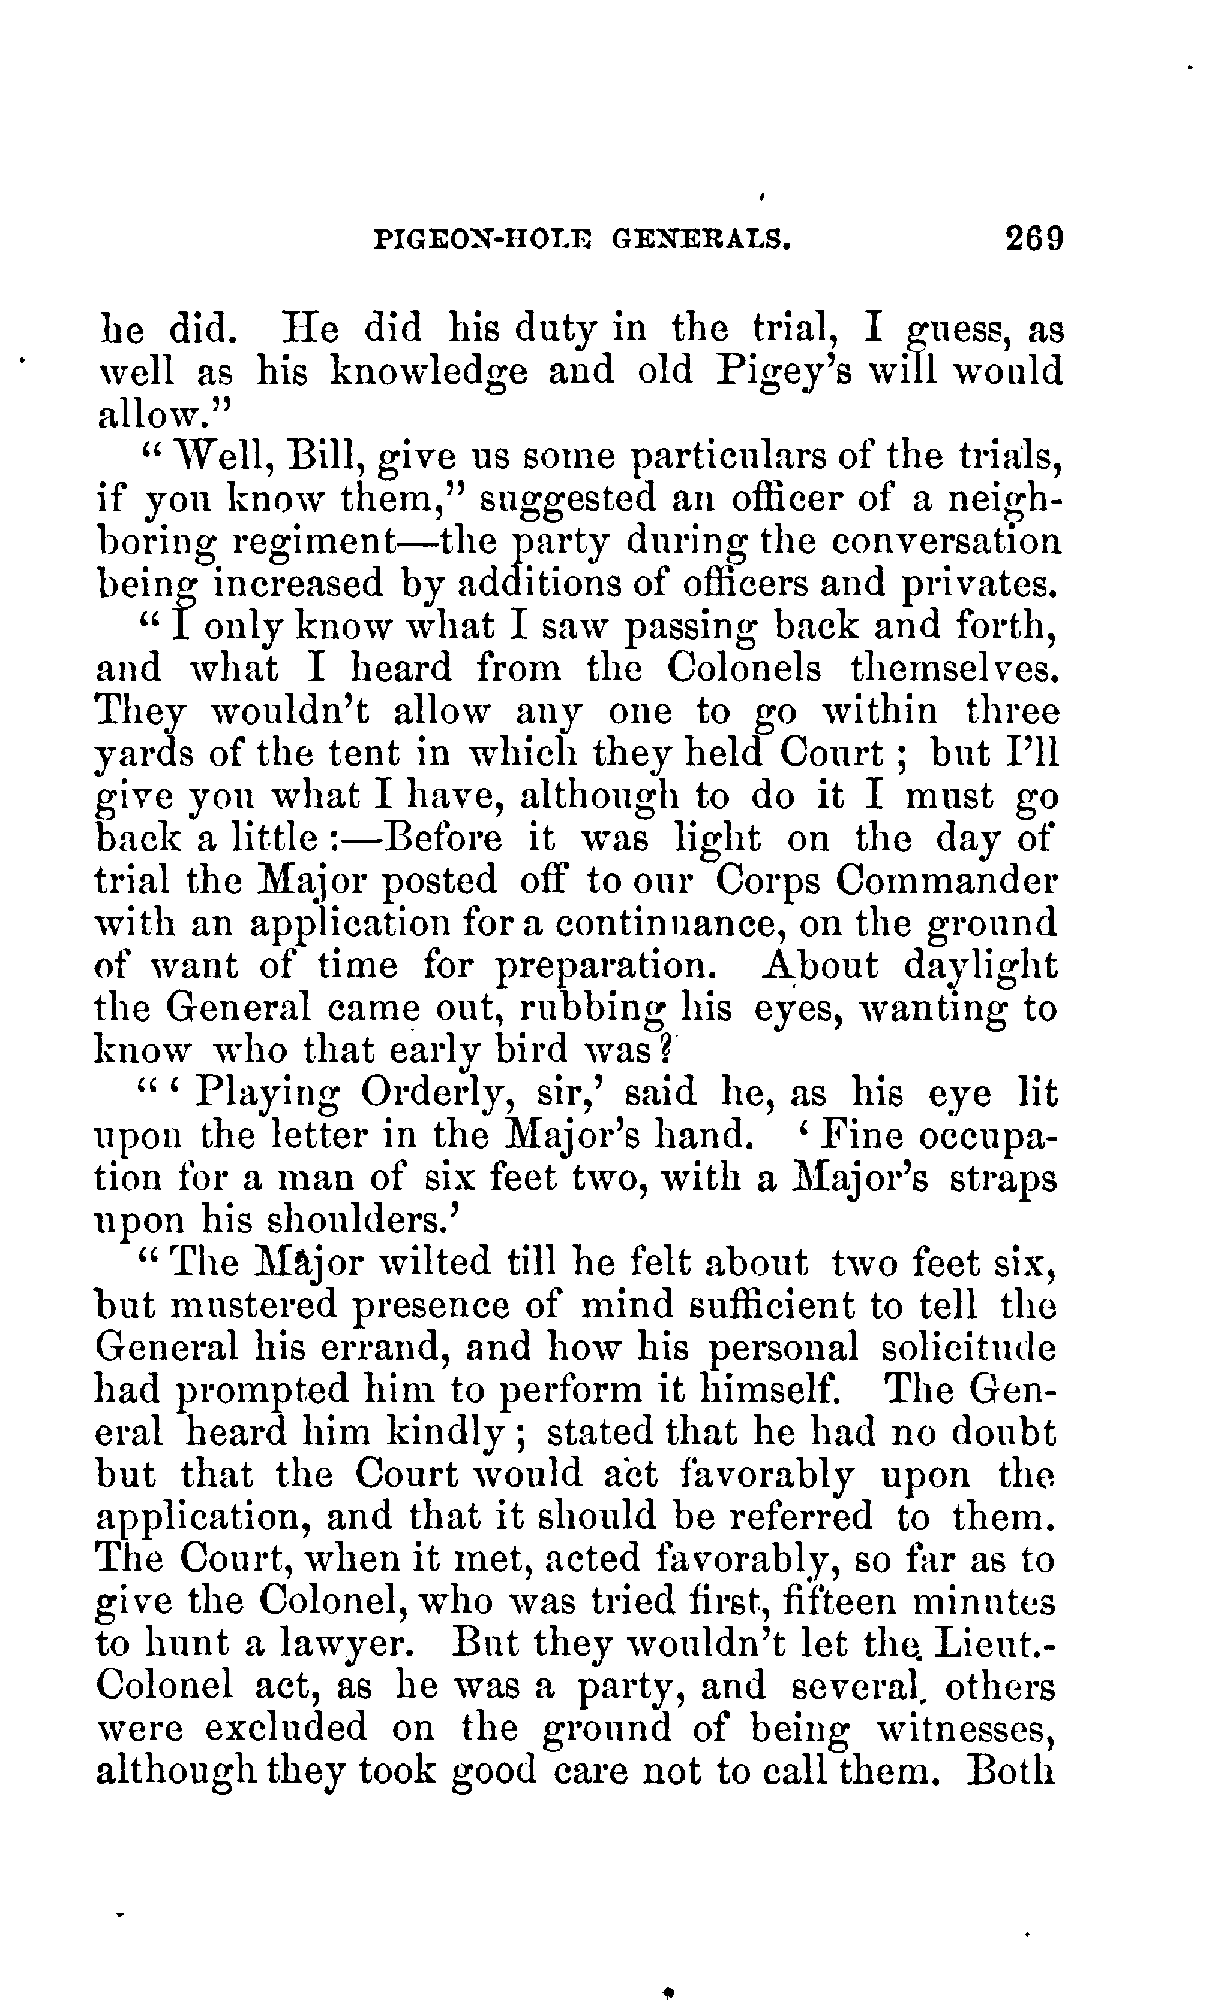 PIGEON-HOLE GENERALS. 269
he did. He did his duty in the trial, I guess, as
well as his knowledge and old Pigey's will would
allow."
"Well, Bill, give us some particulars of the trials,
if you know them," suggested an officer of a neigh-
boring regiment—the party during the conversation
being increased by additions of officers and privates.
"I only know what I saw passing back and forth,
and what I heard from the Colonels themselves.
They wouldn't allow any one to go within three
yards of the tent in which they held Court; but I'll
give you what I have, although to do it I must go
back a little:—Before it was light on the day of
trial the Major posted off to our Corps Commander
with an application for a continuance, on the ground
of want of time for preparation. About daylight
the General came out, rubbing his eyes, wanting to
know who that early bird was?
"'Playing Orderly, sir,' said he, as his eye lit
upon the letter in the Major's hand. 'Fine occupa-
tion for a man of six feet two, with a Major's straps
upon his shoulders.'
"The Major wilted till he felt about two feet six,
but mustered presence of mind sufficient to tell the
General his errand, and how his personal solicitude
had prompted him to perform it himself. The Gen-
eral heard him kindly; stated that he had no doubt
but that the Court would act favorably upon the
application, and that it should be referred to them.
The Court, when it met, acted favorably, so far as to
give the Colonel, who was tried first, fifteen minutes
to hunt a lawyer. But they wouldn't let the Lieut.-
Colonel act, as he was a party, and several others
were excluded on the ground of being witnesses,
although they took good care not to call them. Both